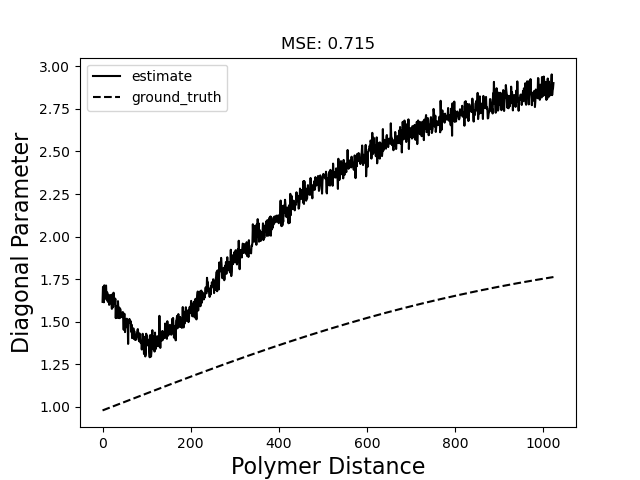 MSE: 0.715
estimate
ground_truth
3.00
2.75
2.50
2.25
2.00
1.75
1.50
1.25
1.00
Diagonal Parameter
0 200 400 600 800 1000
Polymer Distance